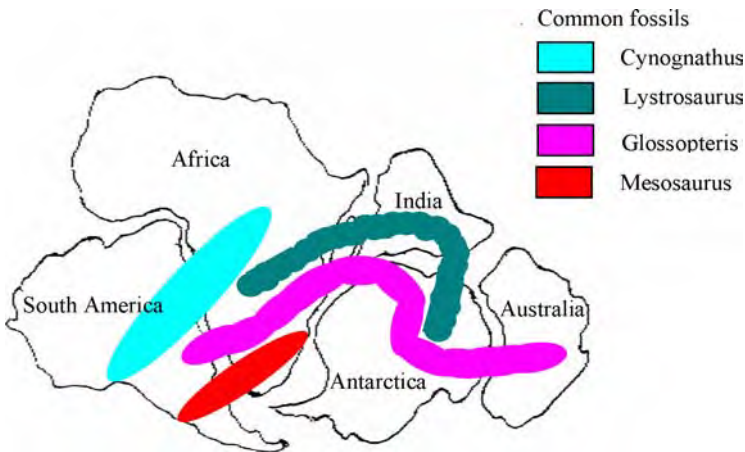 Common fossils
Cynognathus
Lystrosaurus
Glossopteris
Mesosaurus
Africa
India
South America
Australia
Antarctica